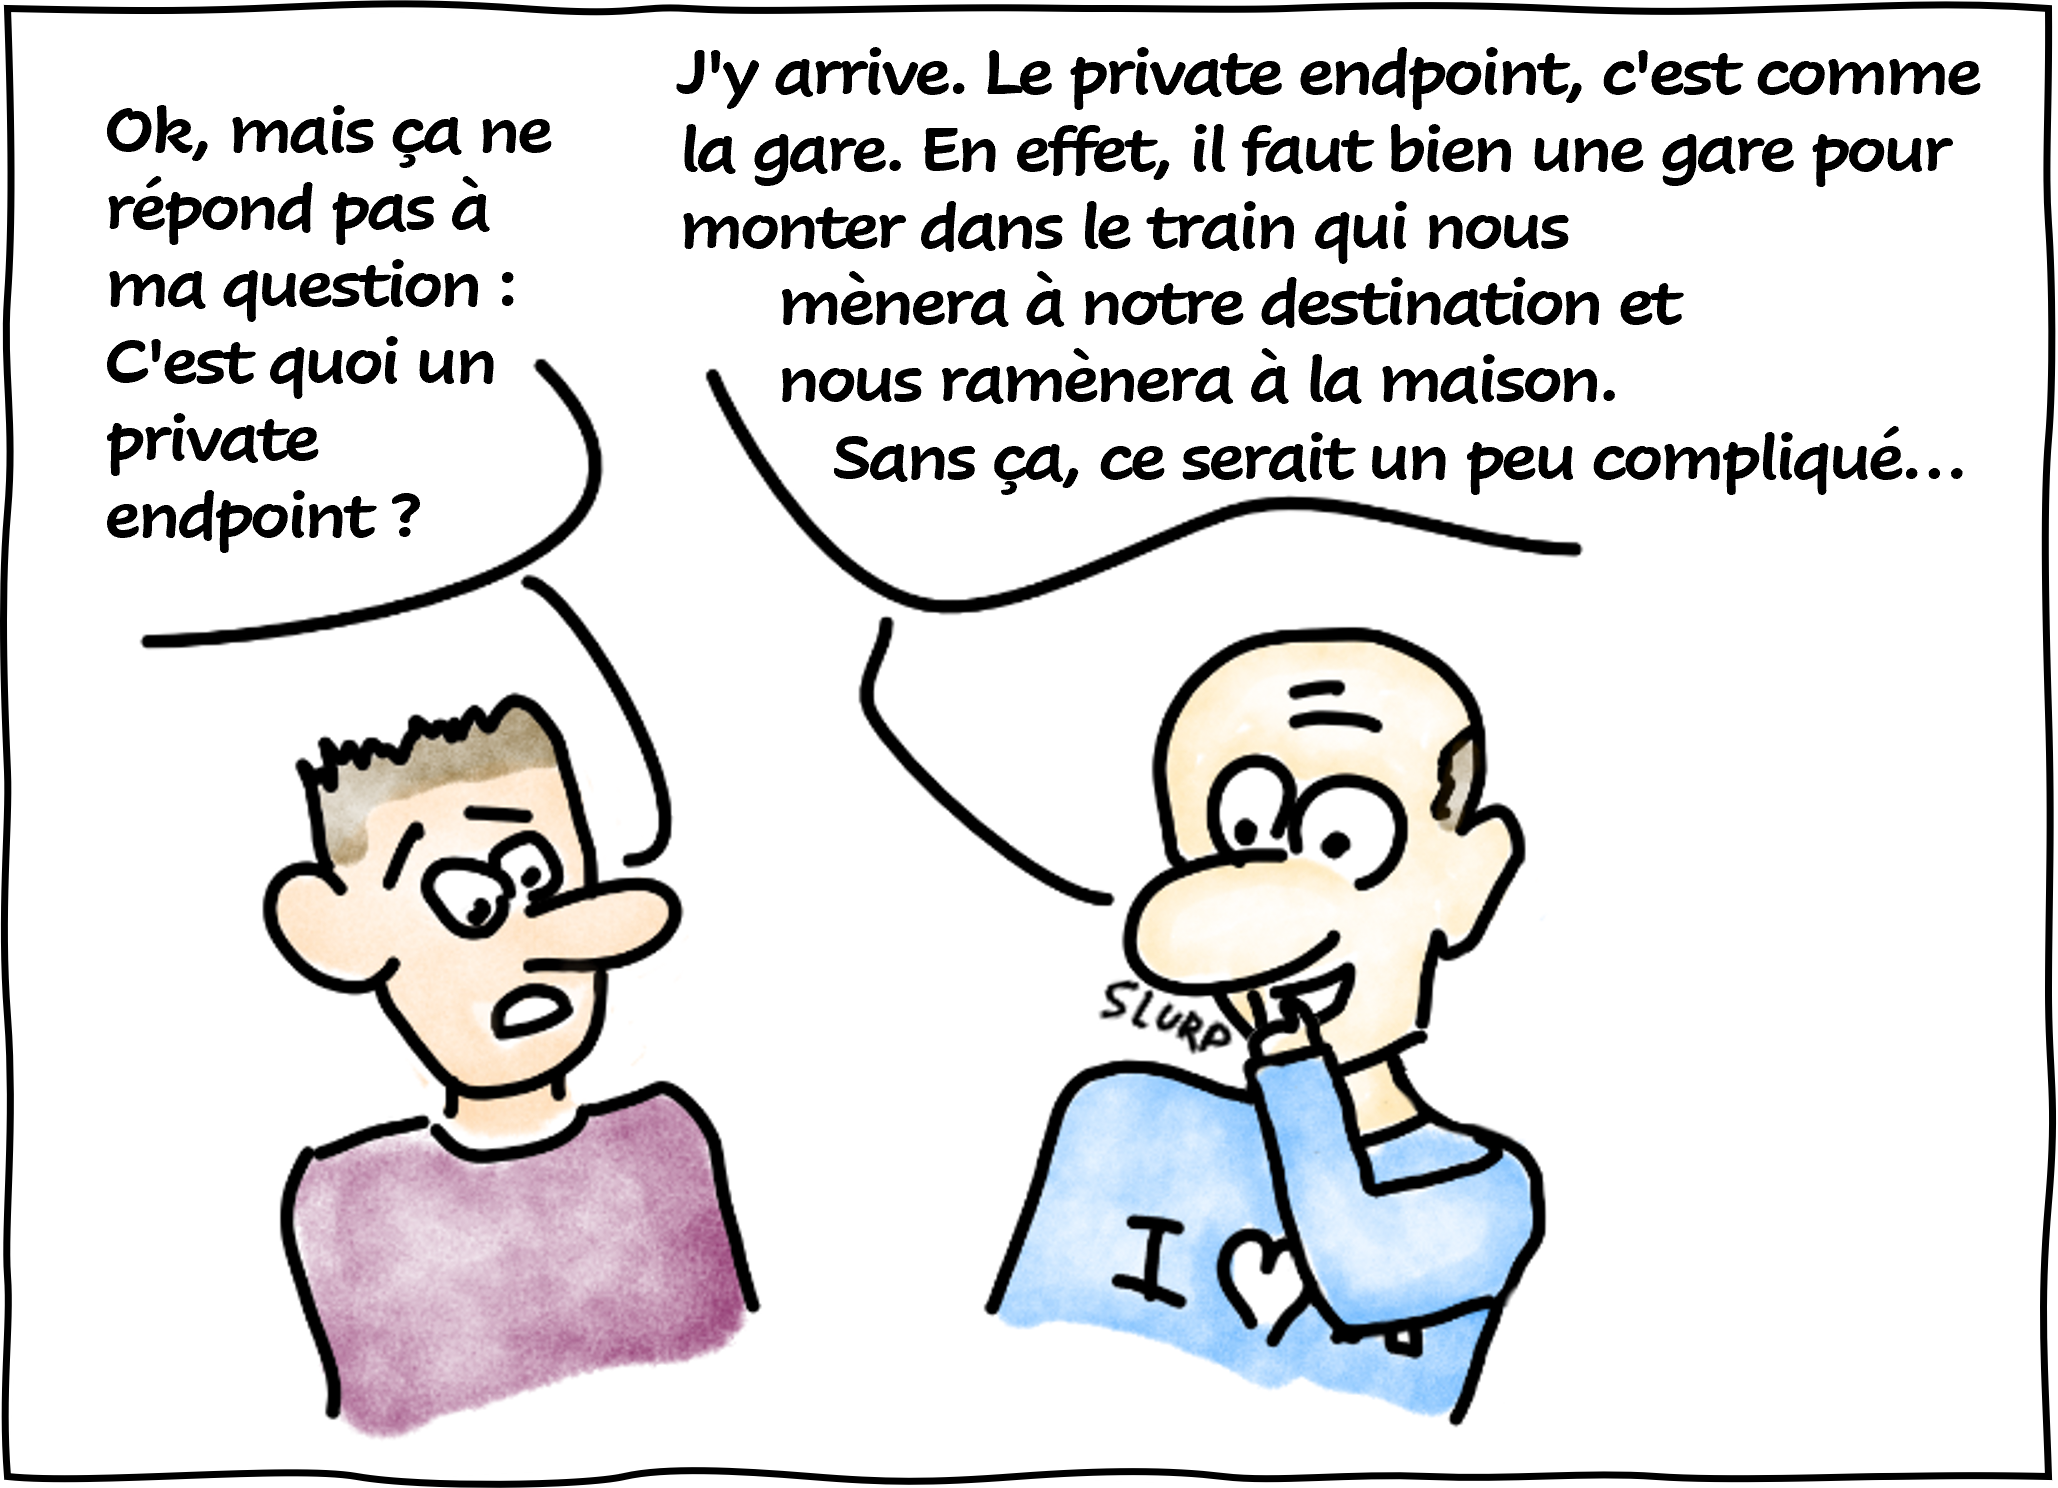 Ok, mais ça ne
répond pas à
ma question :
C'est quoi un
private
endpoint ?
J'y arrive. Le private endpoint, c'est comme
la gare. En effet, il faut bien une gare pour
monter dans le train qui nous
mènera à notre destination et
nous ramènera à la maison.
Sans ça, ce serait un peu compliqué...
SLURP
I